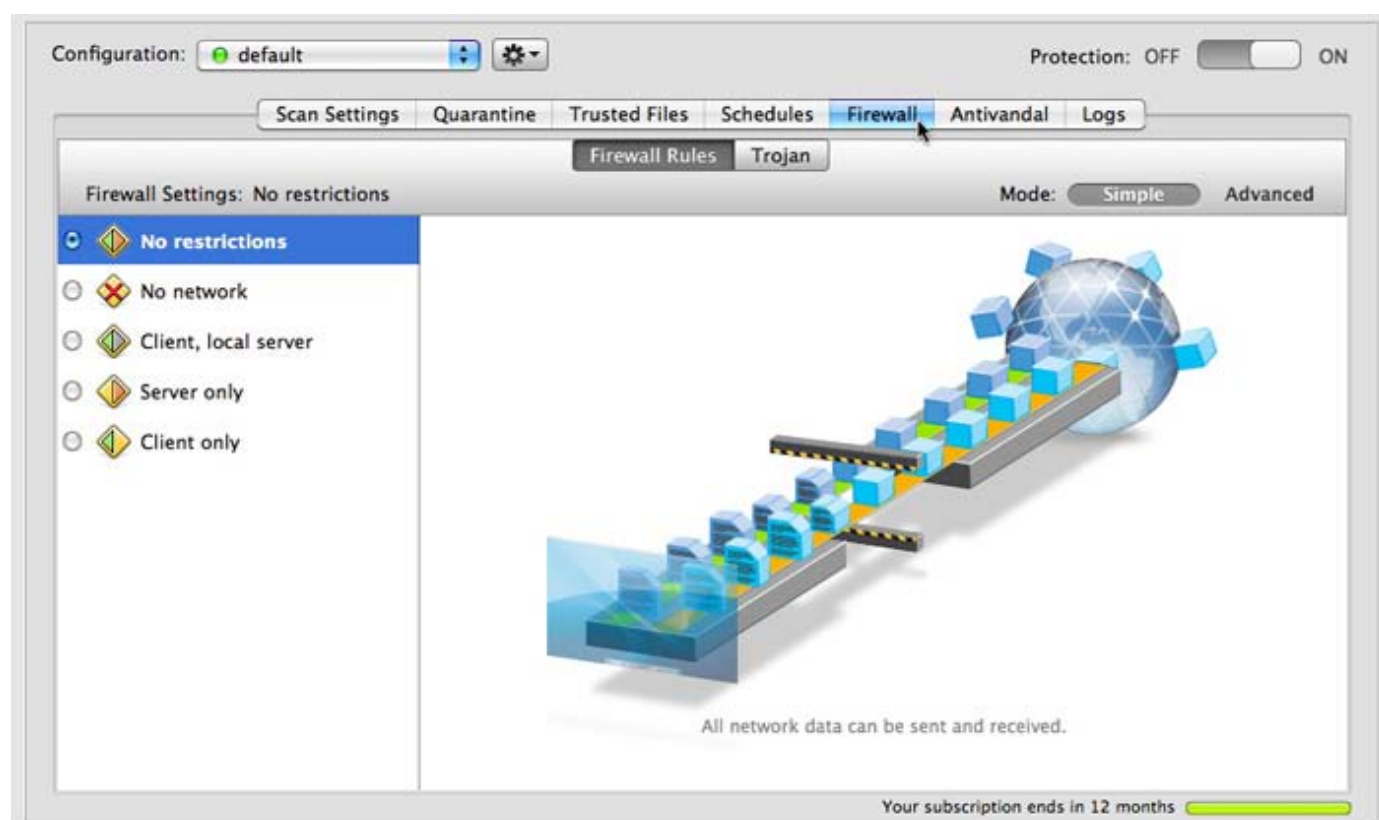 Configuration: default Protection: OFF ON
Scan Settings Quarantine Trusted Files Schedules Firewall Antivandal Logs
Firewall Rules Trojan
Firewall Settings: No restrictions Mode: Simple Advanced
No restrictions
No network
Client, local server
Server only
Client only
All network data can be sent and received.
Your subscription ends in 12 months